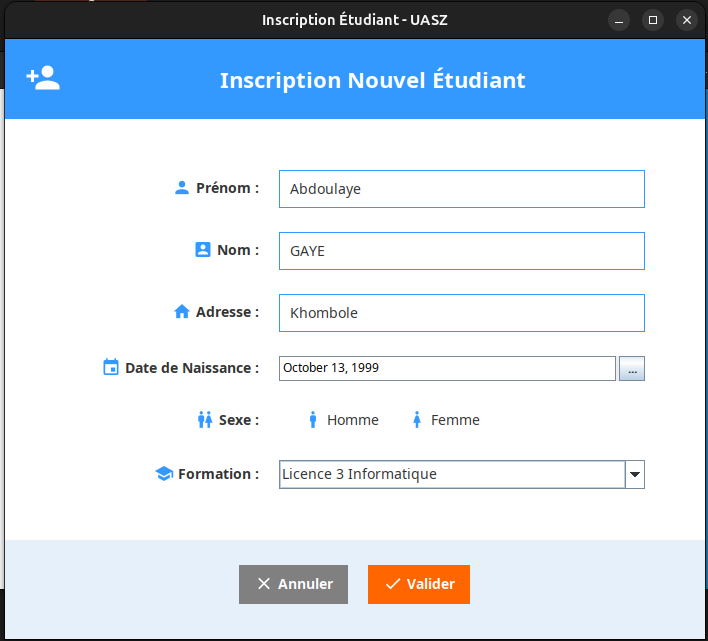 Inscription Étudiant - UASZ
Inscription Nouvel Étudiant
Prénom : Abdoulaye
Nom : GAYE
Adresse : Khombole
Date de Naissance : October 13, 1999 ...
Sexe : Homme Femme
Formation : Licence 3 Informatique
Annuler Valider